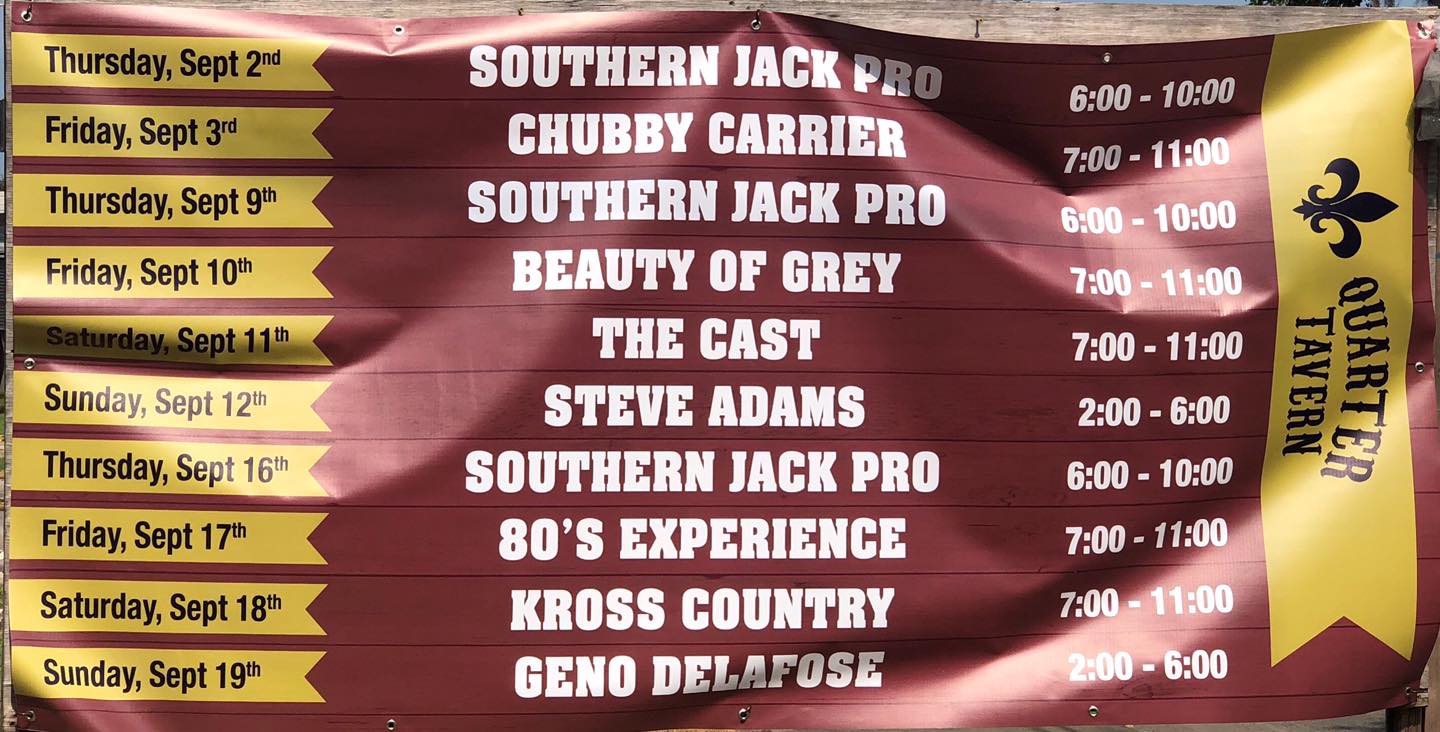 Thursday, Sept 2nd SOUTHERN JACK PRO 6:00 - 10:00
Friday, Sept 3rd CHUBBY CARRIER 7:00 - 11:00
Thursday, Sept 9th SOUTHERN JACK PRO 6:00 - 10:00
Friday, Sept 10th BEAUTY OF GREY 7:00 - 11:00
Saturday, Sept 11th THE CAST 7:00 - 11:00
Sunday, Sept 12th STEVE ADAMS 2:00 - 6:00
Thursday, Sept 16th SOUTHERN JACK PRO 6:00 - 10:00
Friday, Sept 17th 80'S EXPERIENCE 7:00 - 11:00
Saturday, Sept 18th KROSS COUNTRY 7:00 - 11:00
Sunday, Sept 19th GENO DELAFOSE 2:00 - 6:00
QUARTER
TAVERN